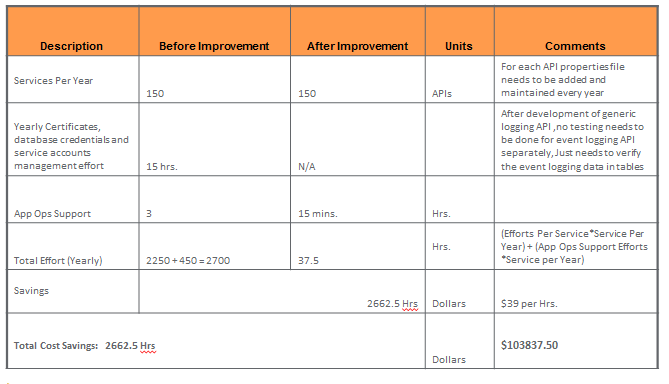 Description Before Improvement After Improvement Units Comments
Services Per Year
150 150 APIs
For each API properties file
needs to be added and
maintained every year
Yearly Certificates,
database credentials and
service accounts
management effort
15 hrs. N/A
After development of generic
logging API ,no testing needs to
be done for event logging API
separately, Just needs to verify
the event logging data in tables
App Ops Support 3 15 mins. Hrs.
Total Effort (Yearly) 2250 + 450 = 2700 37.5
Hrs.
(Efforts Per Service*Service Per
Year) + (App Ops Support Efforts
*Service per Year)
Savings
2662.5 Hrs Dollars $39 per Hrs.
Total Cost Savings: 2662.5 Hrs
Dollars
$103837.50